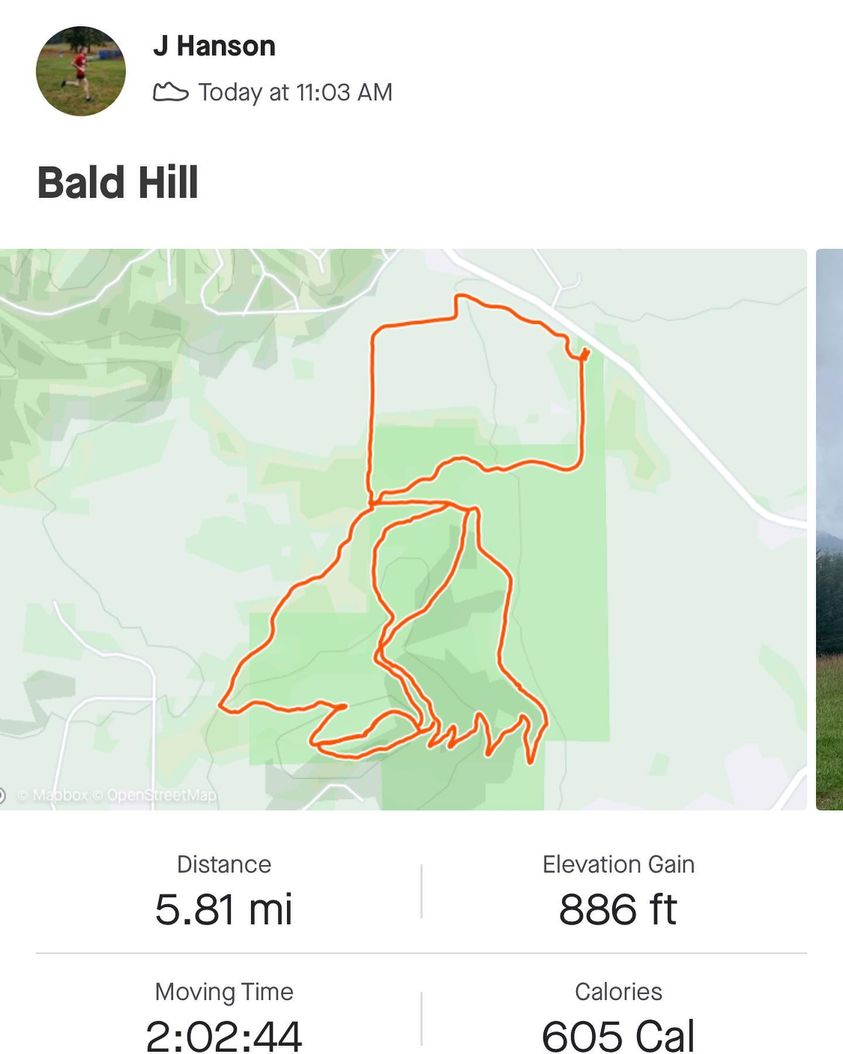 J Hanson
Today at 11:03 AM
Bald Hill
© Mapbox © OpenStreetMap
Distance
5.81 mi
Elevation Gain
886 ft
Moving Time
2:02:44
Calories
605 Cal